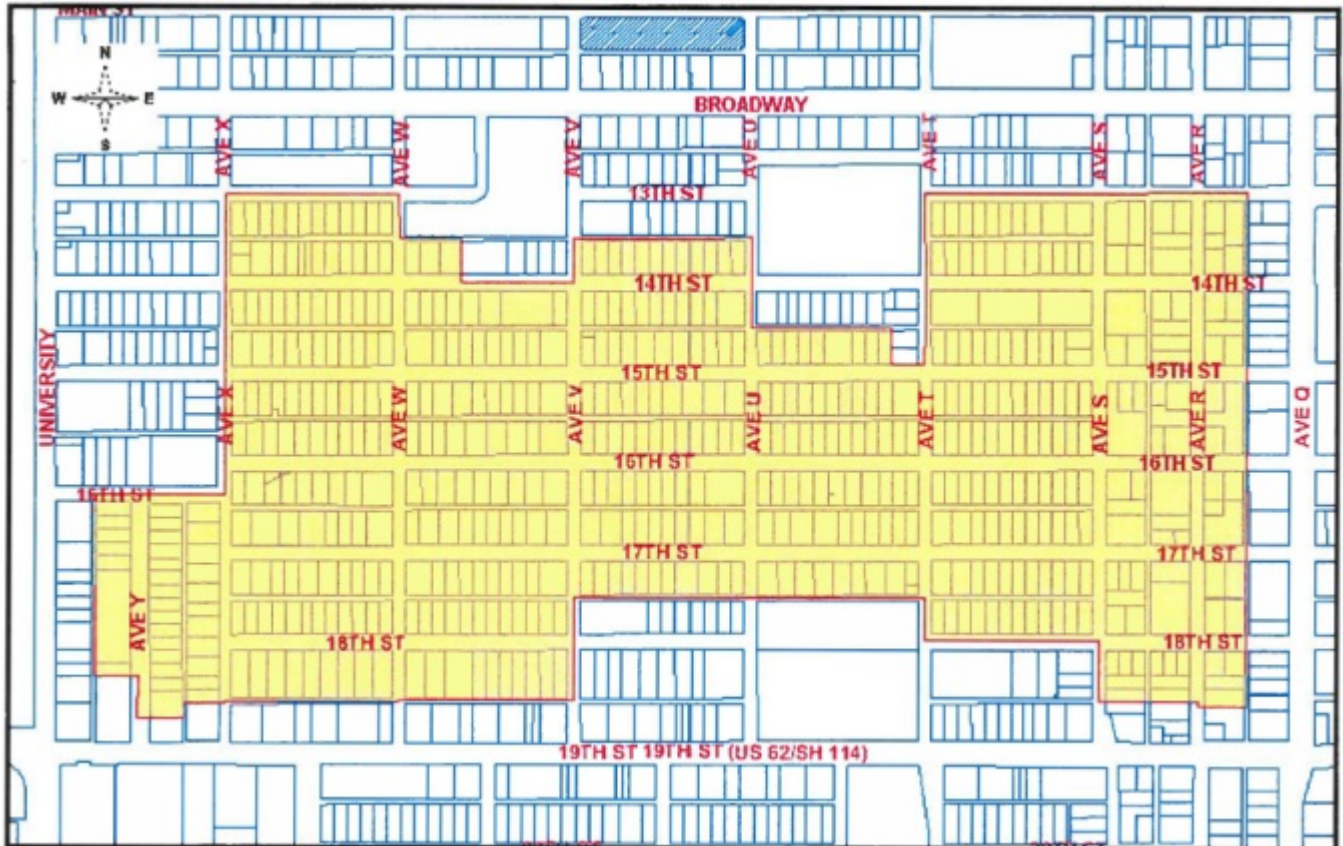 MAIN ST
N
W E
S
BROADWAY
AVE X
AVE W
AVE V
AVE U
AVE T
AVE S
AVE R
13TH ST
14TH ST
14TH ST
UNIVERSITY
15TH ST
15TH ST
AVE X
AVE W
AVE V
AVE U
AVE T
AVE S
AVE R
AVE Q
16TH ST
16TH ST
16TH ST
17TH ST
17TH ST
AVE Y
18TH ST
18TH ST
19TH ST 19TH ST (US 62/SH 114)